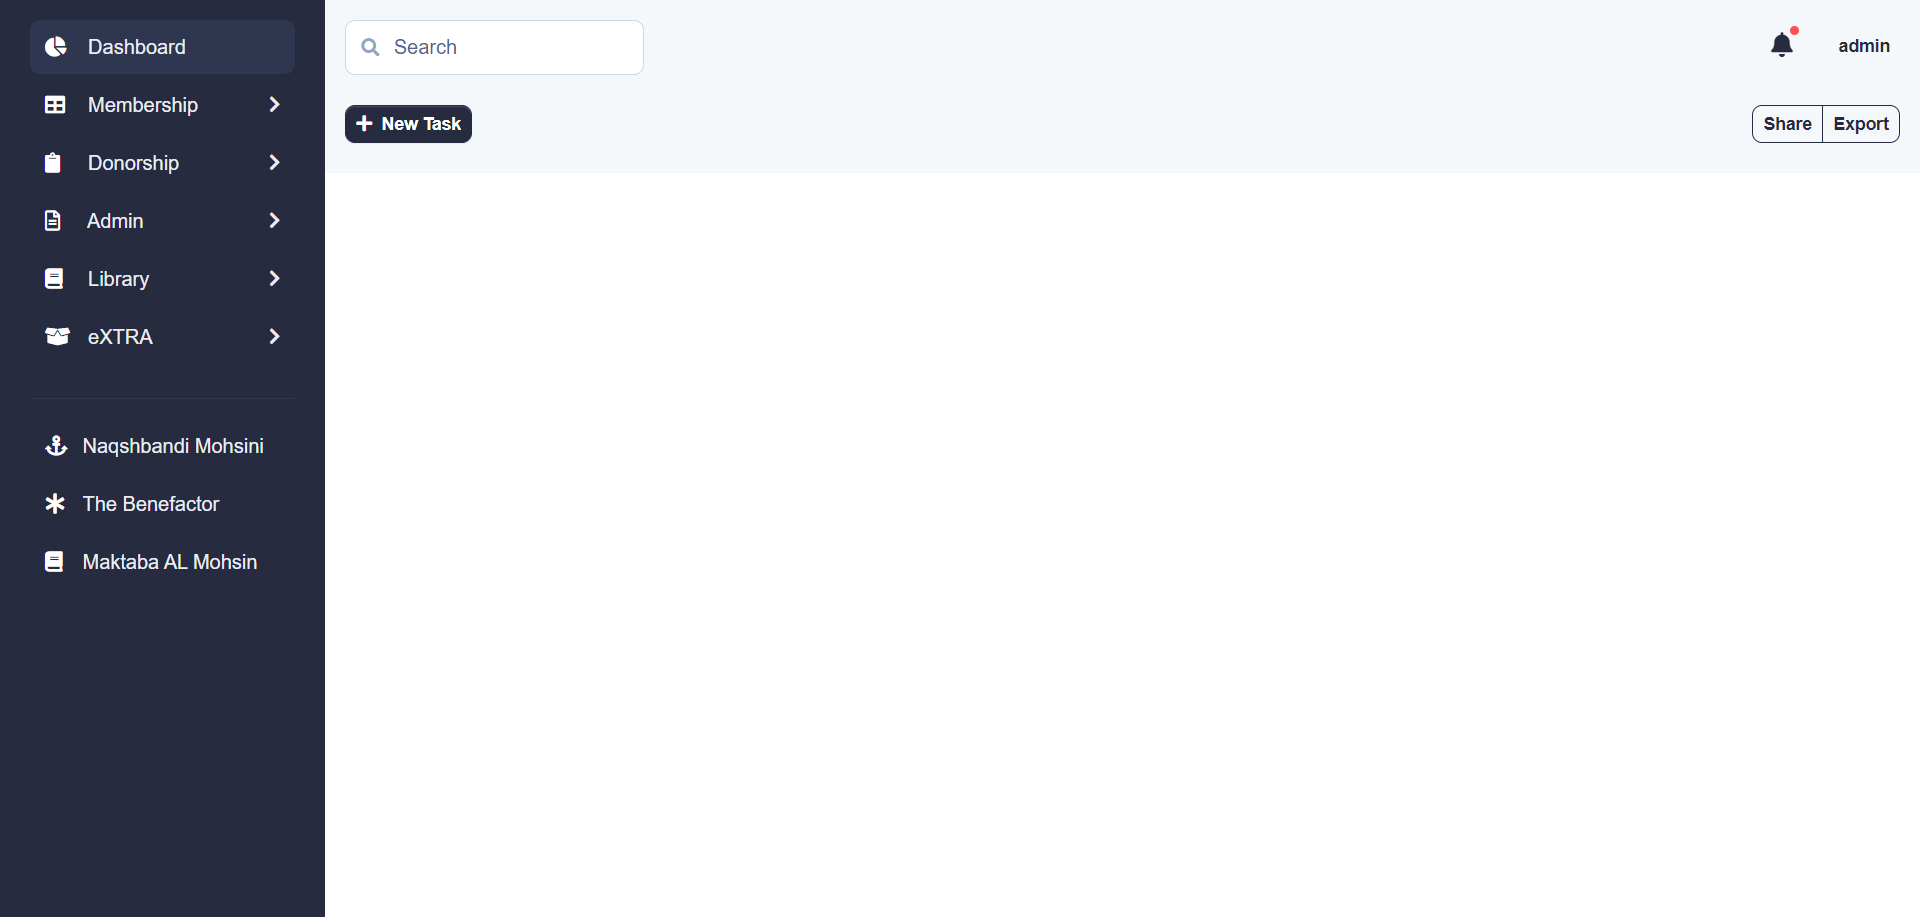 Dashboard
Membership
Donorship
Admin
Library
eXTRA
Naqshbandi Mohsini
The Benefactor
Maktaba AL Mohsin
Search
admin
New Task
Share
Export